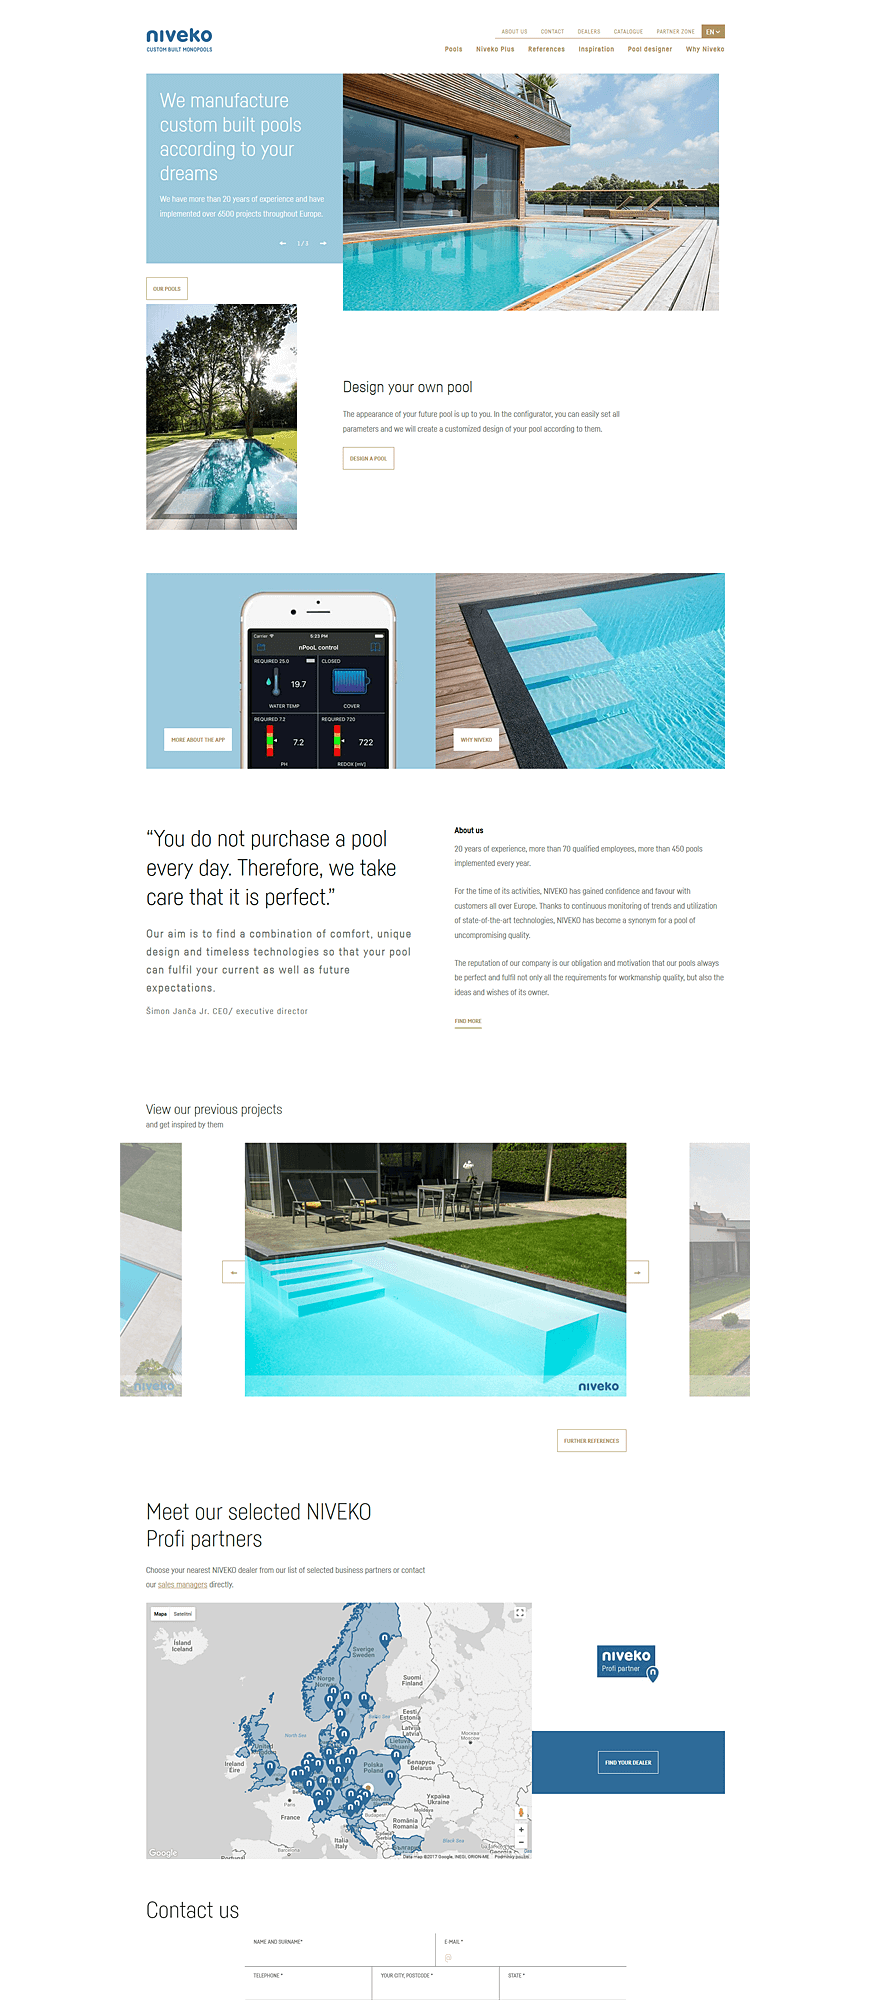 niveko
CUSTOM BUILT MONOPOOLS
ABOUT US CONTACT DEALERS CATALOGUE PARTNER ZONE EN
Pools Niveko Plus References Inspiration Pool designer Why Niveko
We manufacture
custom built pools
according to your
dreams
We have more than 20 years of experience and have
implemented over 6500 projects throughout Europe.
← 1 / 3 →
OUR POOLS
Design your own pool
The appearance of your future pool is up to you. In the configurator, you can easily set all
parameters and we will create a customized design of your pool according to them.
DESIGN A POOL
Carrier 5:23 PM
nPooL control
REQUIRED 25.0 CLOSED
19.7
WATER TEMP COVER
REQUIRED 7.2 REQUIRED 720
7.2 722
PH REDOX [mV]
MORE ABOUT THE APP
WHY NIVEKO
“You do not purchase a pool
every day. Therefore, we take
care that it is perfect.”
Our aim is to find a combination of comfort, unique
design and timeless technologies so that your pool
can fulfil your current as well as future
expectations.
Šimon Janča Jr. CEO/ executive director
About us
20 years of experience, more than 70 qualified employees, more than 450 pools
implemented every year.
For the time of its activities, NIVEKO has gained confidence and favour with
customers all over Europe. Thanks to continuous monitoring of trends and utilization
of state-of-the-art technologies, NIVEKO has become a synonym for a pool of
uncompromising quality.
The reputation of our company is our obligation and motivation that our pools always
be perfect and fulfil not only all the requirements for workmanship quality, but also the
ideas and wishes of its owner.
FIND MORE
View our previous projects
and get inspired by them
niveko
niveko
FURTHER REFERENCES
Meet our selected NIVEKO
Profi partners
Choose your nearest NIVEKO dealer from our list of selected business partners or contact
our sales managers directly.
Mapa Satelitní
Ísland
Iceland
Sverige
Sweden
Norge
Norway
Suomi
Finland
Eesti
Estonia
Latvija
Latvia
Lietuva
Lithuania
Москва
Moscow
North Sea
United
Ireland
Éire
Polska
Poland
Беларусь
Belarus
Україна
Ukraine
Paris
France
Budapest
Moldova
România
Romania
Italia
Italy
Black Sea
Barcelona
Portugal
Google
Map data ©2017 Google, INEGI, ORION-ME Podmínky použití
niveko
Profi partner
FIND YOUR DEALER
Contact us
NAME AND SURNAME* E-MAIL *
@
TELEPHONE * YOUR CITY, POSTCODE * STATE *